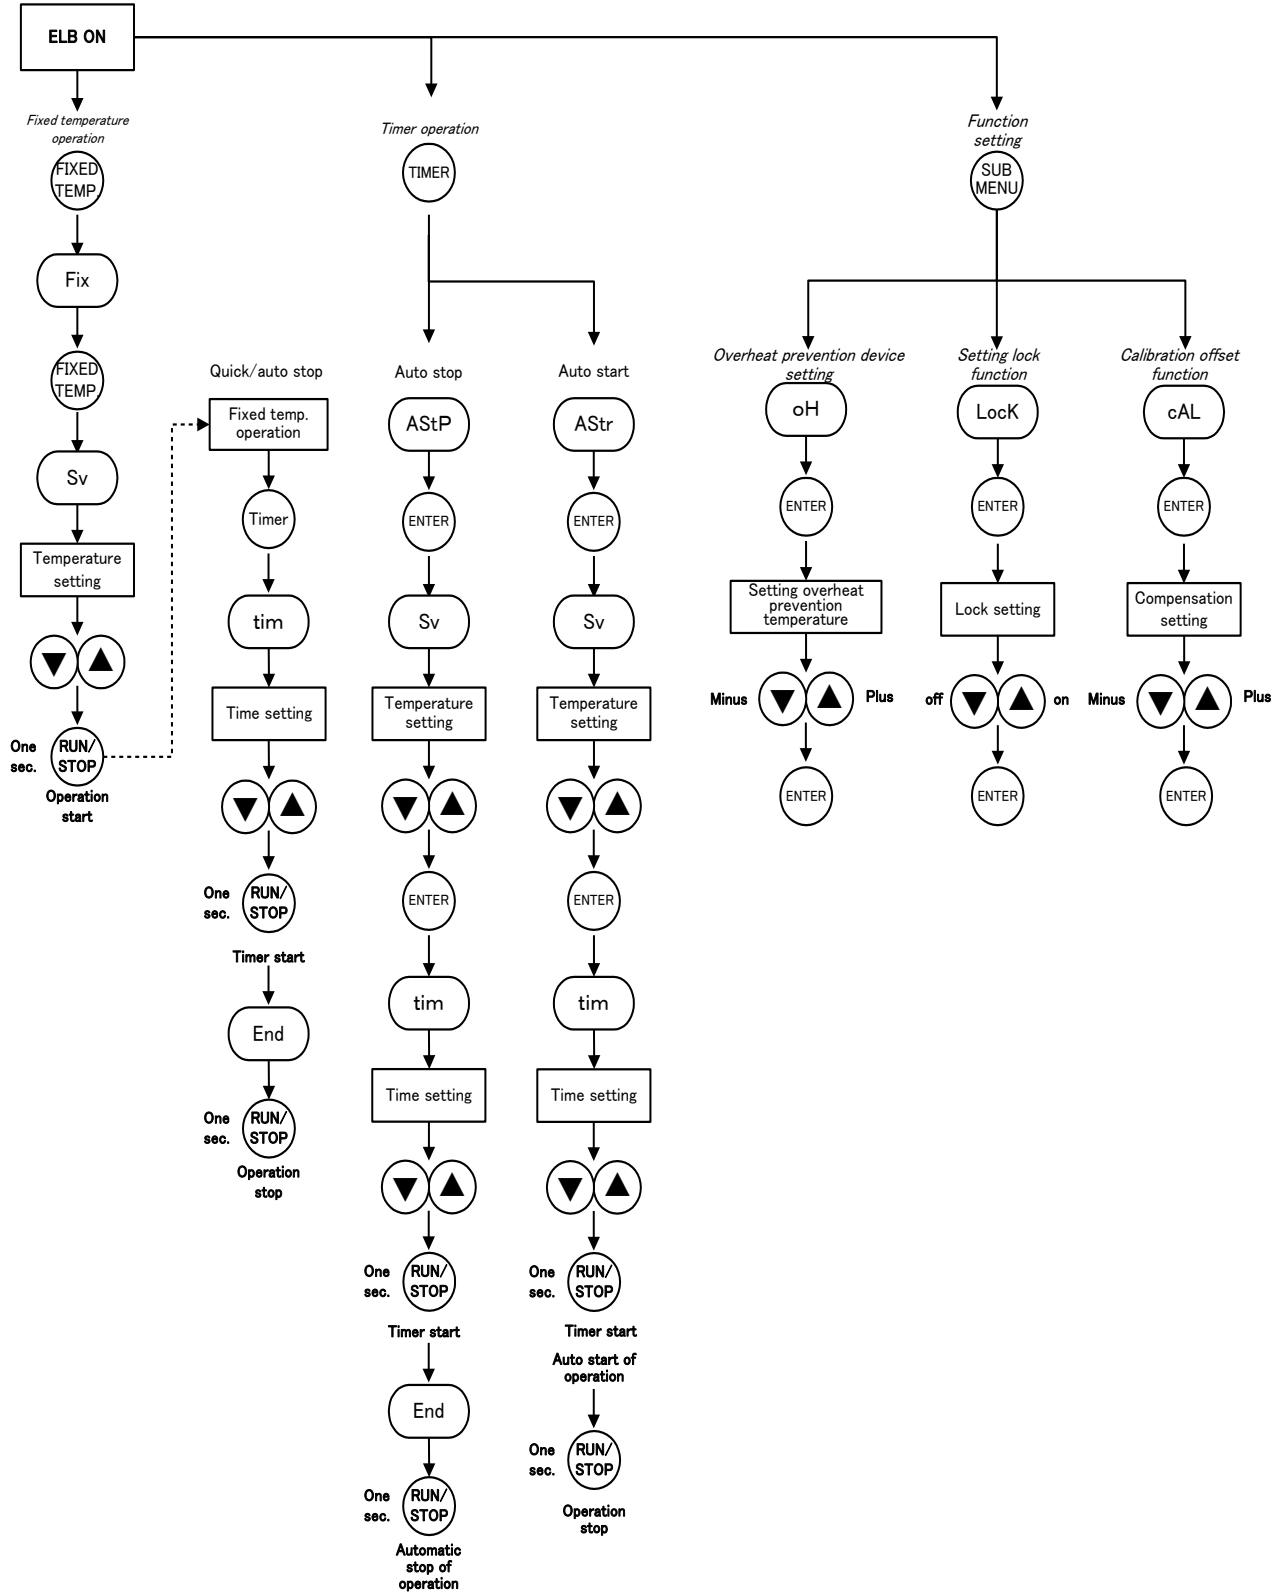 ELB ON
Fixed temperature
operation
FIXED
TEMP.
Fix
FIXED
TEMP.
Sv
Temperature
setting
▼ ▲
One
sec.
RUN/
STOP
Operation
start
Quick/auto stop
Fixed temp.
operation
Timer
tim
Time setting
▼ ▲
One
sec.
RUN/
STOP
Timer start
End
One
sec.
RUN/
STOP
Operation
stop
Timer operation
TIMER
Auto stop
AStP
ENTER
Sv
Temperature
setting
▼ ▲
ENTER
tim
Time setting
▼ ▲
One
sec.
RUN/
STOP
Timer start
End
One
sec.
RUN/
STOP
Automatic
stop of
operation
Auto start
AStr
ENTER
Sv
Temperature
setting
▼ ▲
ENTER
tim
Time setting
▼ ▲
One
sec.
RUN/
STOP
Timer start
Auto start of
operation
One
sec.
RUN/
STOP
Operation
stop
Function
setting
SUB
MENU
Overheat prevention device
setting
oH
ENTER
Setting overheat
prevention
temperature
Minus ▼ ▲ Plus
ENTER
Setting lock
function
LocK
ENTER
Lock setting
off ▼ ▲ on
ENTER
Calibration offset
function
cAL
ENTER
Compensation
setting
Minus ▼ ▲ Plus
ENTER